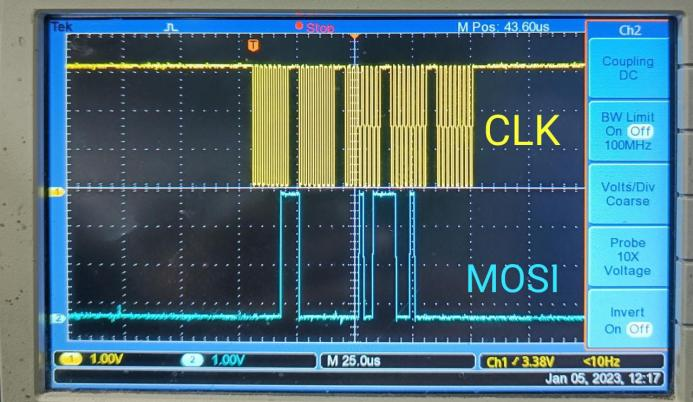 Tek Stop M Pos: 43.60us Ch2
T
Coupling
DC
BW Limit
On Off
100MHz
CLK
1
Volts/Div
Coarse
Probe
10X
Voltage
MOSI
Invert
On Off
2
1 1.00V 2 1.00V M 25.0us Ch1 3.38V <10Hz
Jan 05, 2023, 12:17